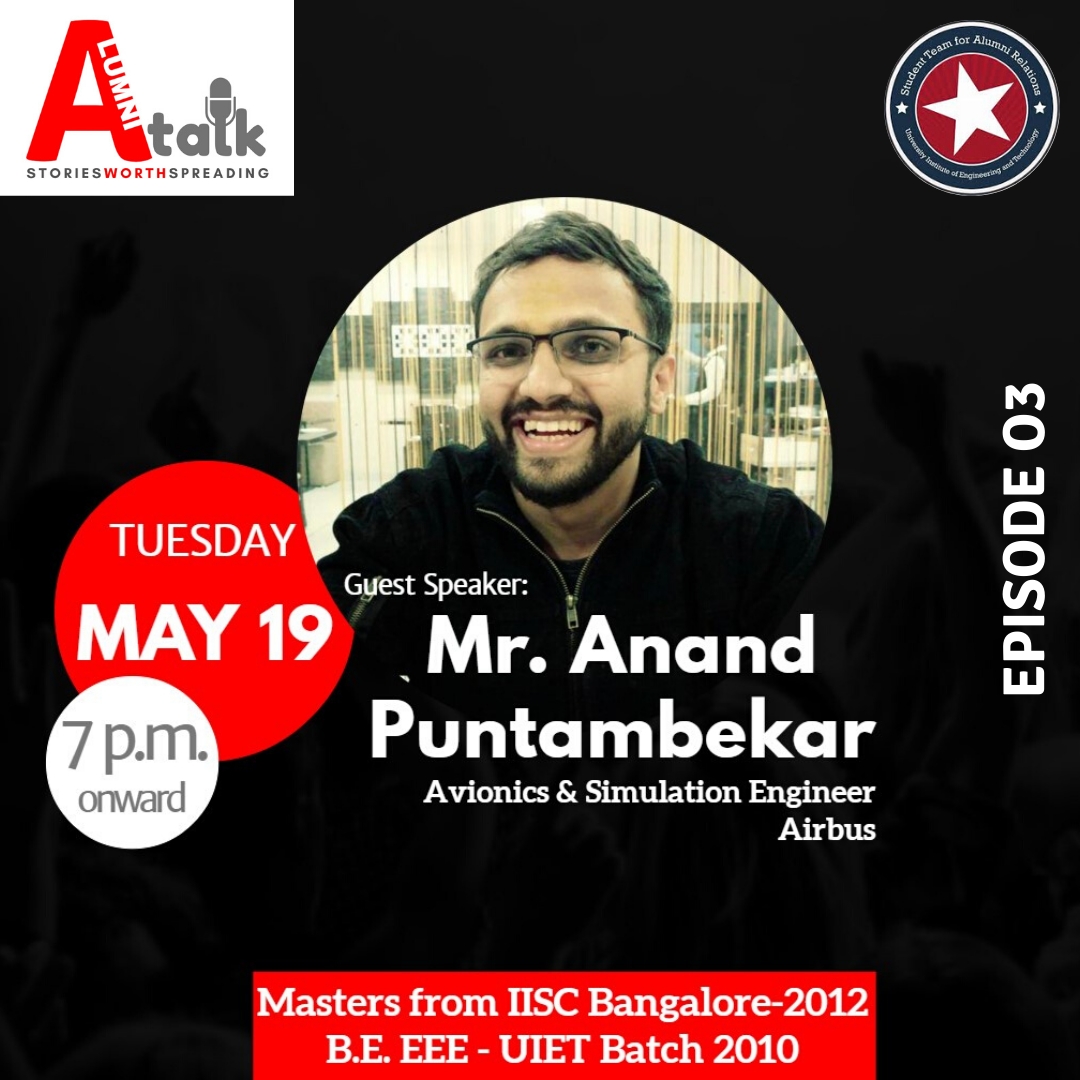 ALUMNI
talk
STORIESWORTHSPREADING
Student Team for Alumni Relations
University Institute of Engineering and Technology
EPISODE 03
TUESDAY
MAY 19
7 p.m.
onward
Guest Speaker:
Mr. Anand
Puntambekar
Avionics & Simulation Engineer
Airbus
Masters from IISC Bangalore-2012
B.E. EEE - UIET Batch 2010